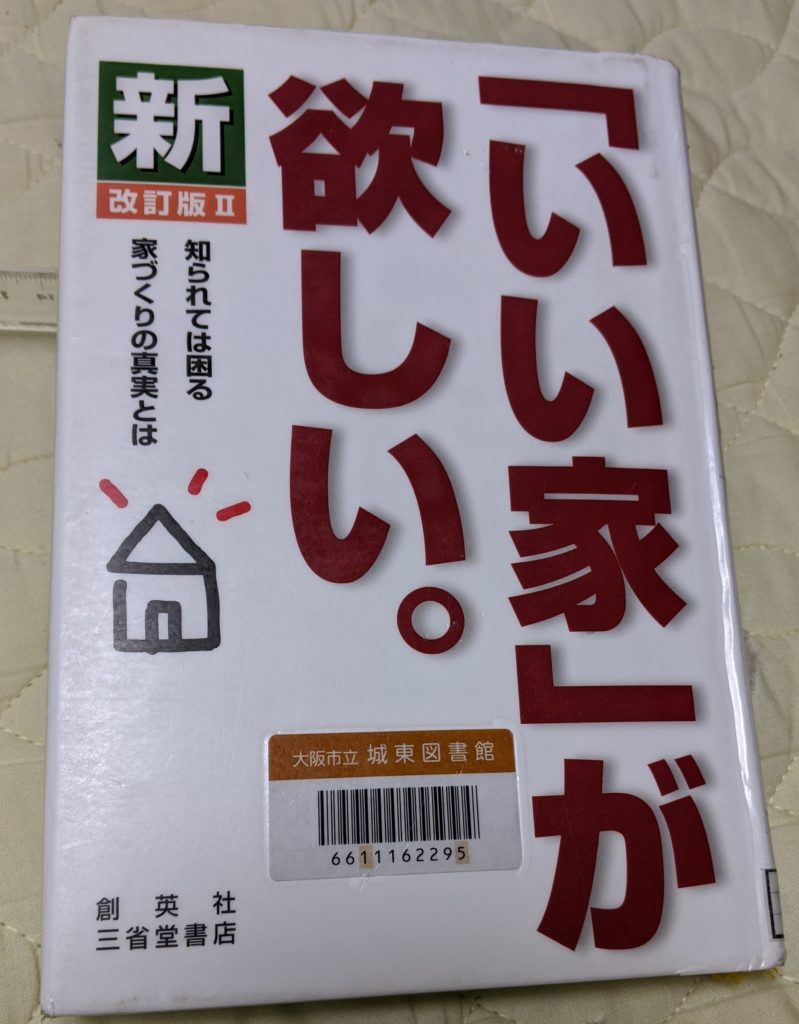 新
改訂版Ⅱ
「いい家」が
欲しい。
知られては困る
家づくりの真実とは
大阪市立 城東図書館
6611162295
創英社
三省堂書店